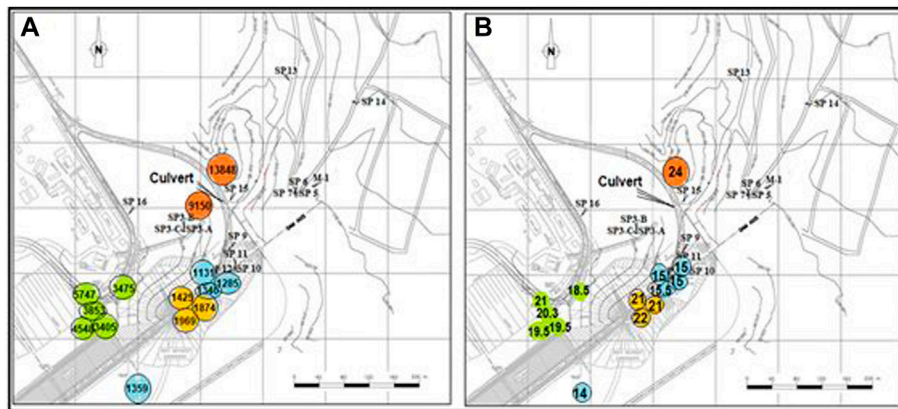 A
N
SP 13
SP 14
13848
Culvert
SP 15
9150
SP 6
M-1
SP 7
SP 5
SP 16
SP3-B
SP3-C
SP3-A
SP 9
SP 11
SP 10
1131
1285
5747
3475
1425
1874
3853
4548
3405
1969
1359
B
N
SP 13
SP 14
24
Culvert
SP 15
SP 6
M-1
SP 7
SP 5
SP 16
SP3-B
SP3-C
SP3-A
SP 9
SP 11
SP 10
15
15
15
15.5
18.5
21
21
21
20.3
22
19.5
19.5
14